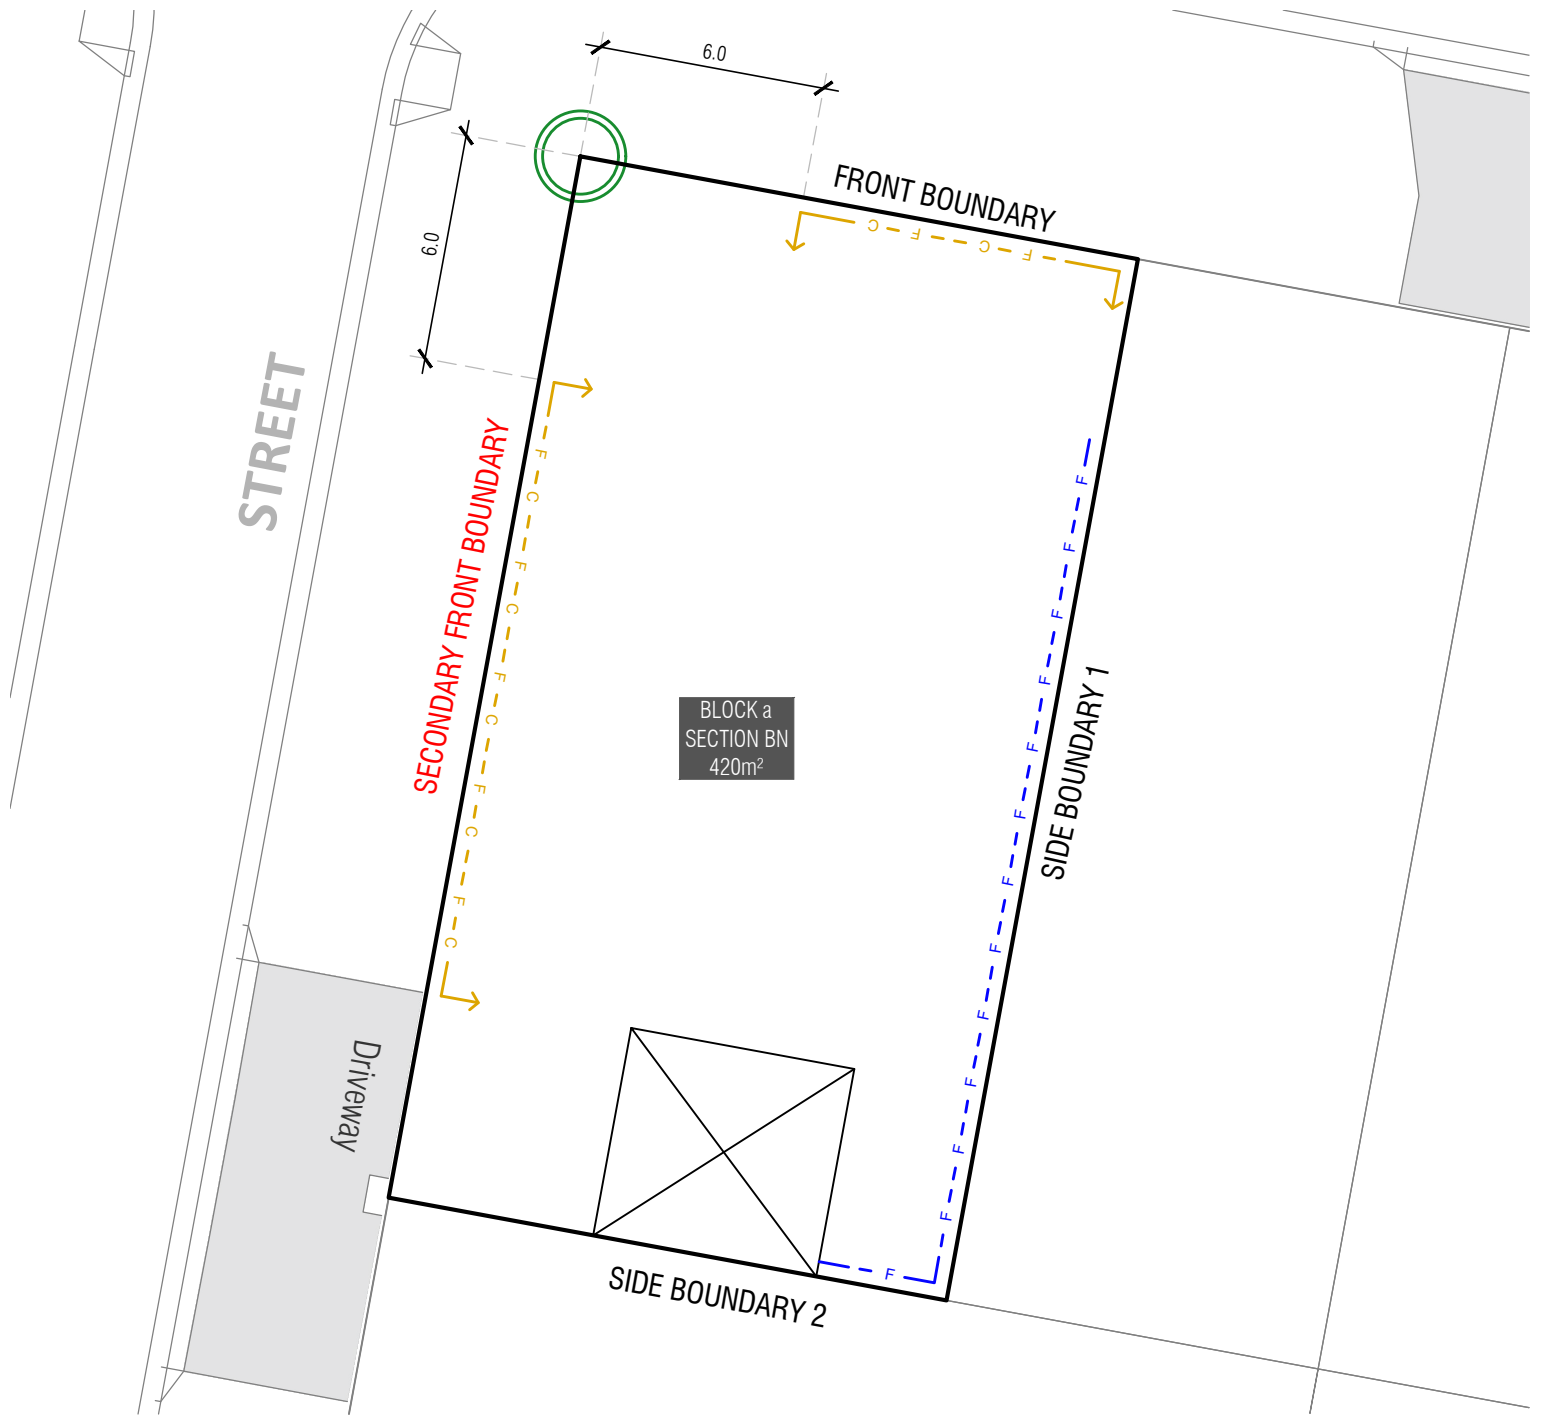 6.0
FRONT BOUNDARY
C F C F
6.0
STREET
SECONDARY FRONT BOUNDARY
F C F C F C F C F C
F F F F F F F F F F F F
BLOCK a
SECTION BN
420m²
SIDE BOUNDARY 1
Driveway
F
SIDE BOUNDARY 2